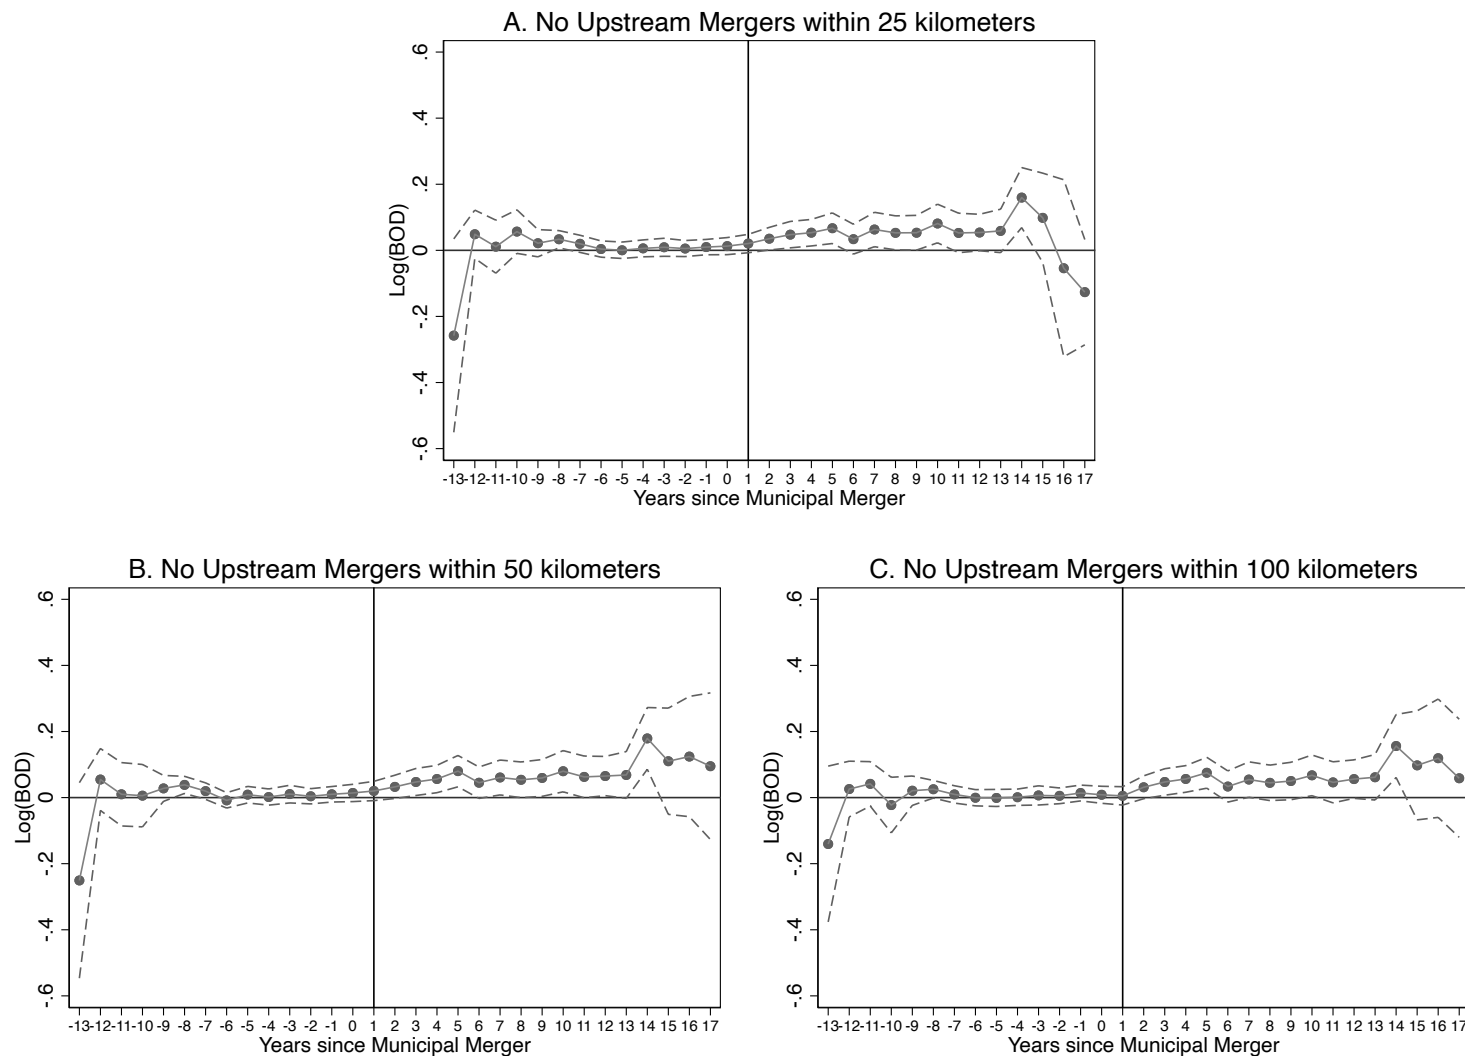 A. No Upstream Mergers within 25 kilometers
Log(BOD)
.6
.4
.2
0
-.2
-.4
-.6
-13 -12 -11 -10 -9 -8 -7 -6 -5 -4 -3 -2 -1 0 1 2 3 4 5 6 7 8 9 10 11 12 13 14 15 16 17
Years since Municipal Merger
B. No Upstream Mergers within 50 kilometers
Log(BOD)
.6
.4
.2
0
-.2
-.4
-.6
-13 -12 -11 -10 -9 -8 -7 -6 -5 -4 -3 -2 -1 0 1 2 3 4 5 6 7 8 9 10 11 12 13 14 15 16 17
Years since Municipal Merger
C. No Upstream Mergers within 100 kilometers
Log(BOD)
.6
.4
.2
0
-.2
-.4
-.6
-13 -12 -11 -10 -9 -8 -7 -6 -5 -4 -3 -2 -1 0 1 2 3 4 5 6 7 8 9 10 11 12 13 14 15 16 17
Years since Municipal Merger